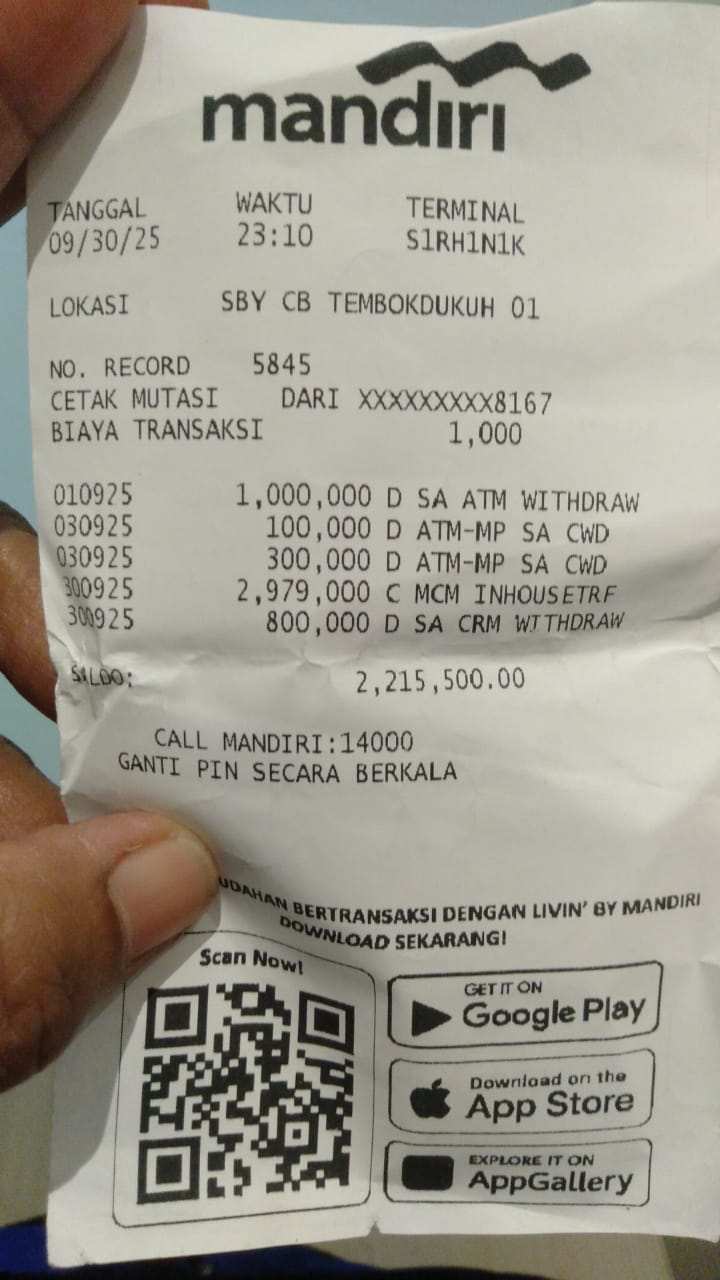 mandiri
TANGGAL WAKTU TERMINAL
09/30/25 23:10 S1RH1N1K
LOKASI SBY CB TEMBOKDUKUH 01
NO. RECORD 5845
CETAK MUTASI DARI XXXXXXXXX8167
BIAYA TRANSAKSI 1,000
010925 1,000,000 D SA ATM WITHDRAW
030925 100,000 D ATM-MP SA CWD
030925 300,000 D ATM-MP SA CWD
300925 2,979,000 C MCM INHOUSETRF
300925 800,000 D SA CRM WITHDRAW
SALDO: 2,215,500.00
CALL MANDIRI:14000
GANTI PIN SECARA BERKALA
UDAHAN BERTRANSAKSI DENGAN LIVIN' BY MANDIRI
DOWNLOAD SEKARANG!
Scan Now!
GET IT ON
Google Play
Download on the
App Store
EXPLORE IT ON
AppGallery